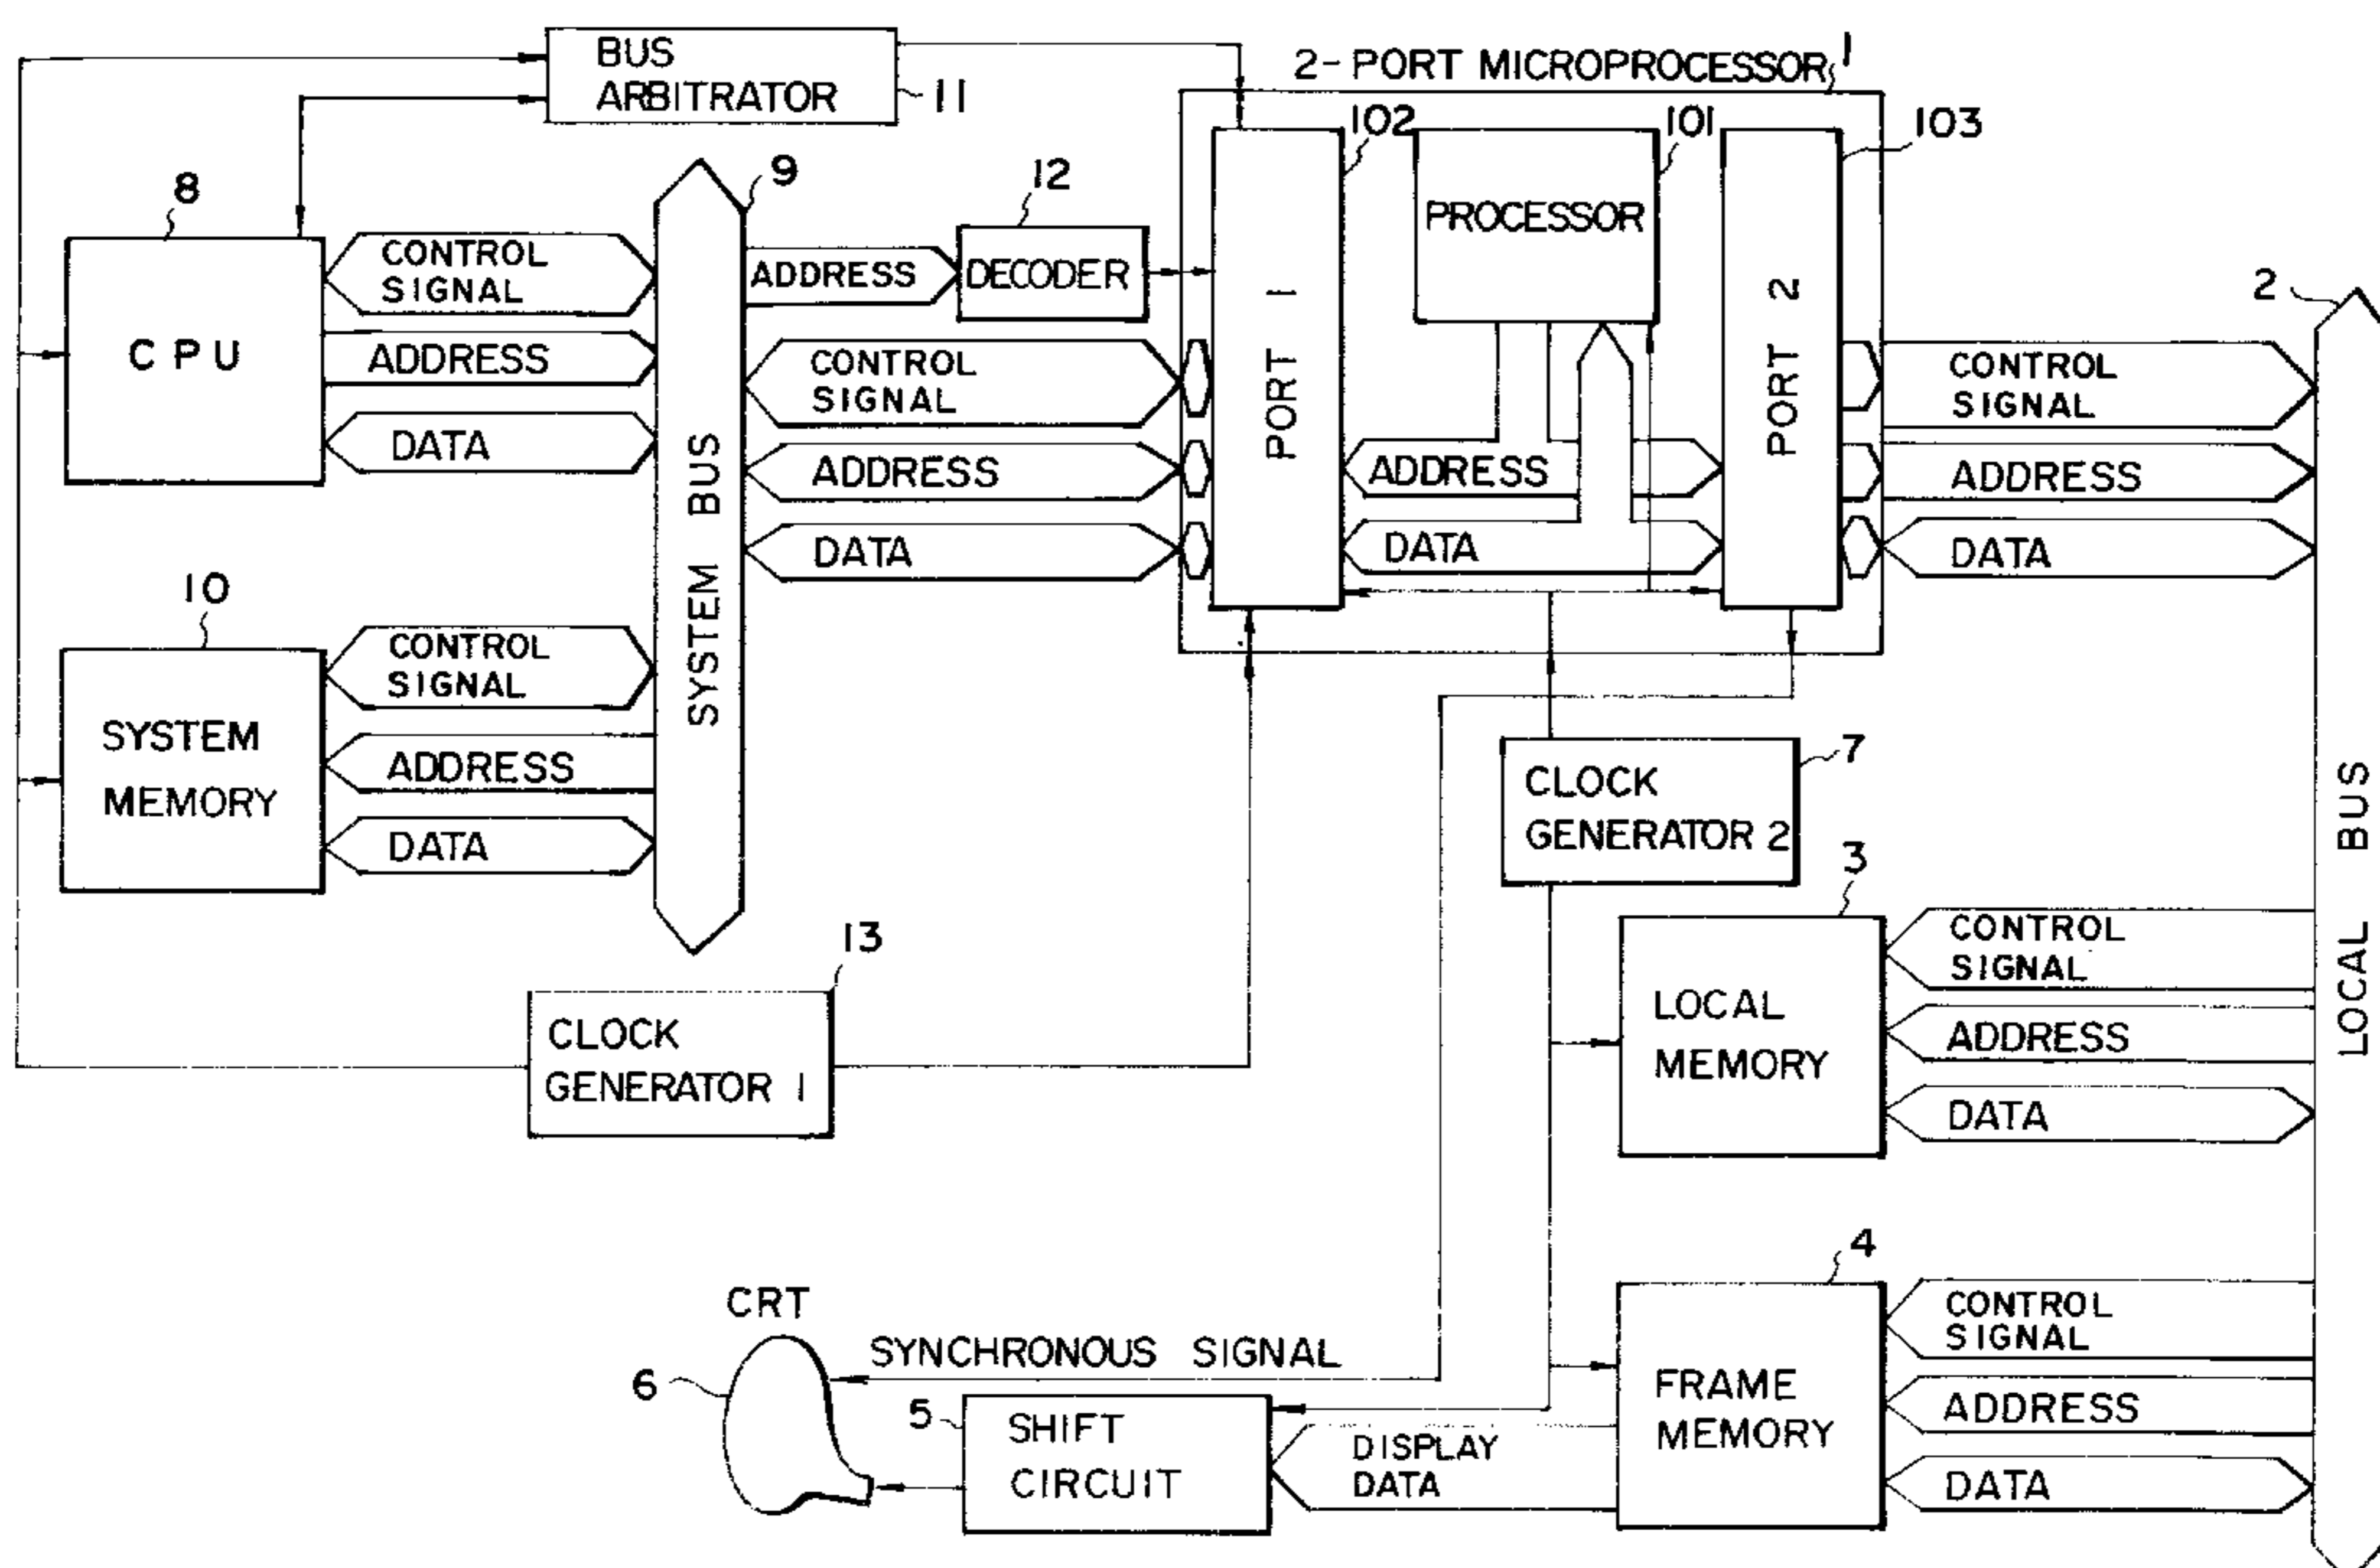 BUS
ARBITRATOR
11
2-PORT MICROPROCESSOR
1
102
101
103
8
9
12
PROCESSOR
CONTROL
SIGNAL
ADDRESS
DECODER
CPU
ADDRESS
DATA
CONTROL
SIGNAL
ADDRESS
DATA
PORT 1
ADDRESS
DATA
PORT 2
2
CONTROL
SIGNAL
ADDRESS
DATA
SYSTEM BUS
10
CONTROL
SIGNAL
SYSTEM
MEMORY
ADDRESS
DATA
7
CLOCK
GENERATOR 2
LOCAL BUS
13
CLOCK
GENERATOR 1
3
LOCAL
MEMORY
CONTROL
SIGNAL
ADDRESS
DATA
4
CRT
SYNCHRONOUS SIGNAL
6
5
SHIFT
CIRCUIT
DISPLAY
DATA
FRAME
MEMORY
CONTROL
SIGNAL
ADDRESS
DATA